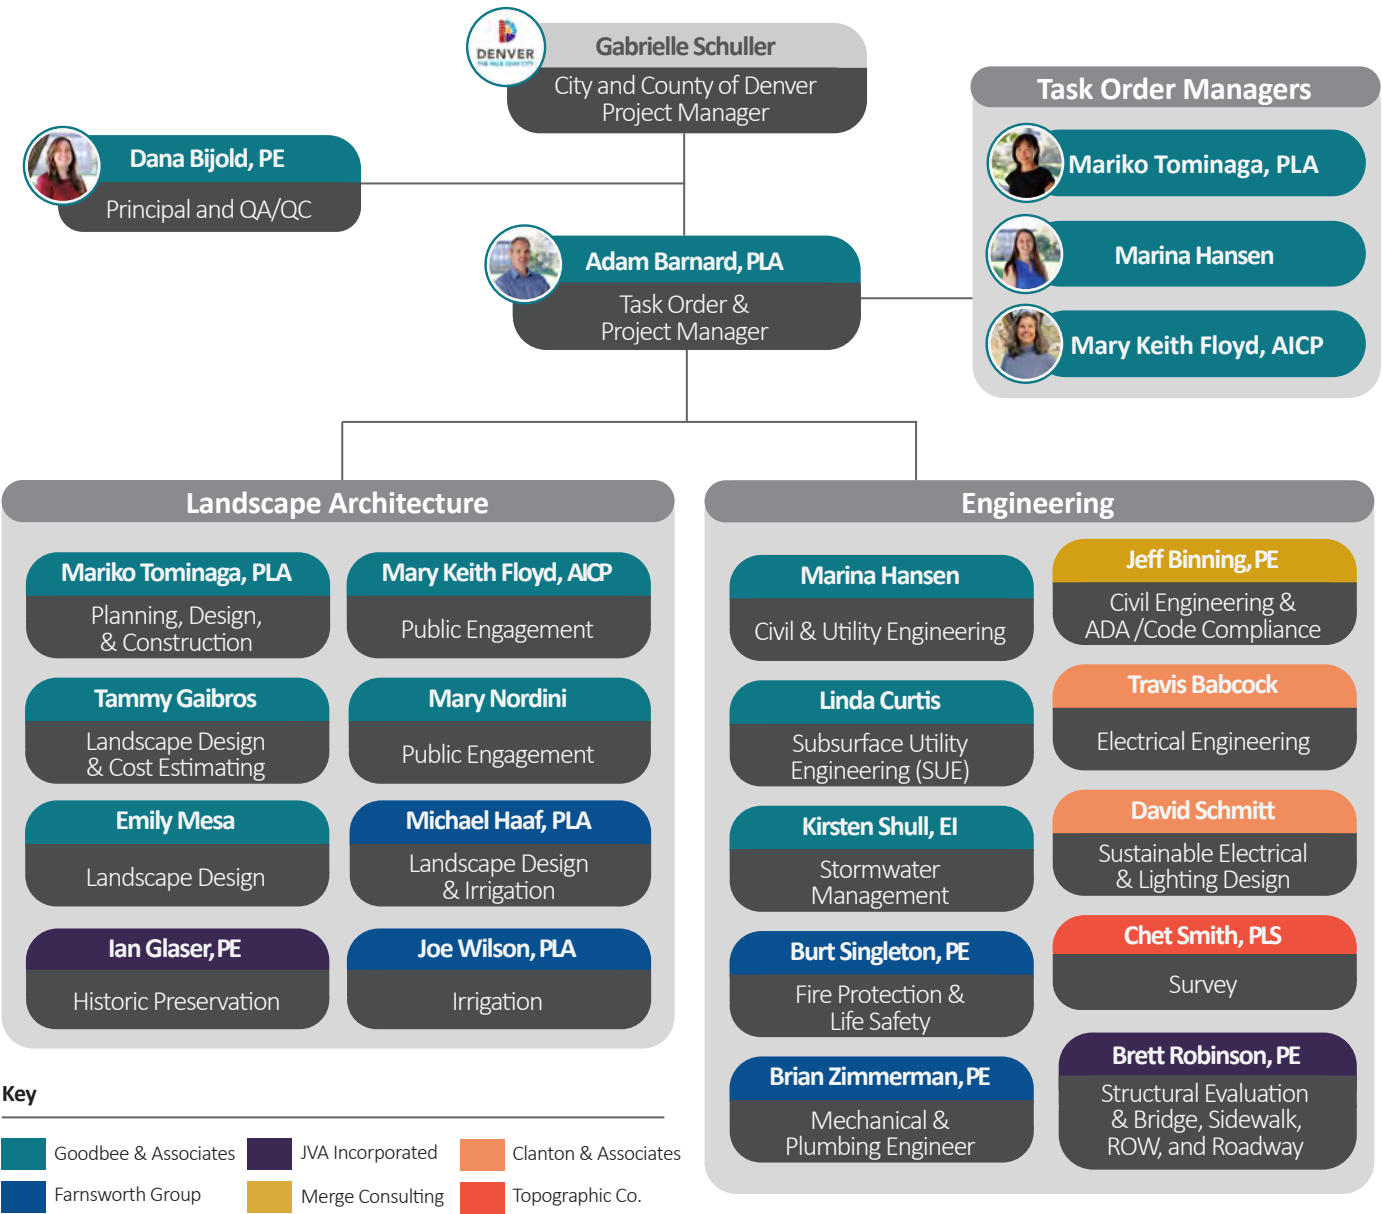 DENVER
THE MILE HIGH CITY
Gabrielle Schuller
City and County of Denver
Project Manager
Dana Bijold, PE
Principal and QA/QC
Adam Barnard, PLA
Task Order &
Project Manager
Task Order Managers
Mariko Tominaga, PLA
Marina Hansen
Mary Keith Floyd, AICP
Landscape Architecture
Mariko Tominaga, PLA
Planning, Design,
& Construction
Mary Keith Floyd, AICP
Public Engagement
Tammy Gaibros
Landscape Design
& Cost Estimating
Mary Nordini
Public Engagement
Emily Mesa
Landscape Design
Michael Haaf, PLA
Landscape Design
& Irrigation
Ian Glaser, PE
Historic Preservation
Joe Wilson, PLA
Irrigation
Engineering
Marina Hansen
Civil & Utility Engineering
Jeff Binning, PE
Civil Engineering &
ADA /Code Compliance
Linda Curtis
Subsurface Utility
Engineering (SUE)
Travis Babcock
Electrical Engineering
Kirsten Shull, EI
Stormwater
Management
David Schmitt
Sustainable Electrical
& Lighting Design
Burt Singleton, PE
Fire Protection &
Life Safety
Chet Smith, PLS
Survey
Brian Zimmerman, PE
Mechanical &
Plumbing Engineer
Brett Robinson, PE
Structural Evaluation
& Bridge, Sidewalk,
ROW, and Roadway
Key
Goodbee & Associates
JVA Incorporated
Clanton & Associates
Farnsworth Group
Merge Consulting
Topographic Co.